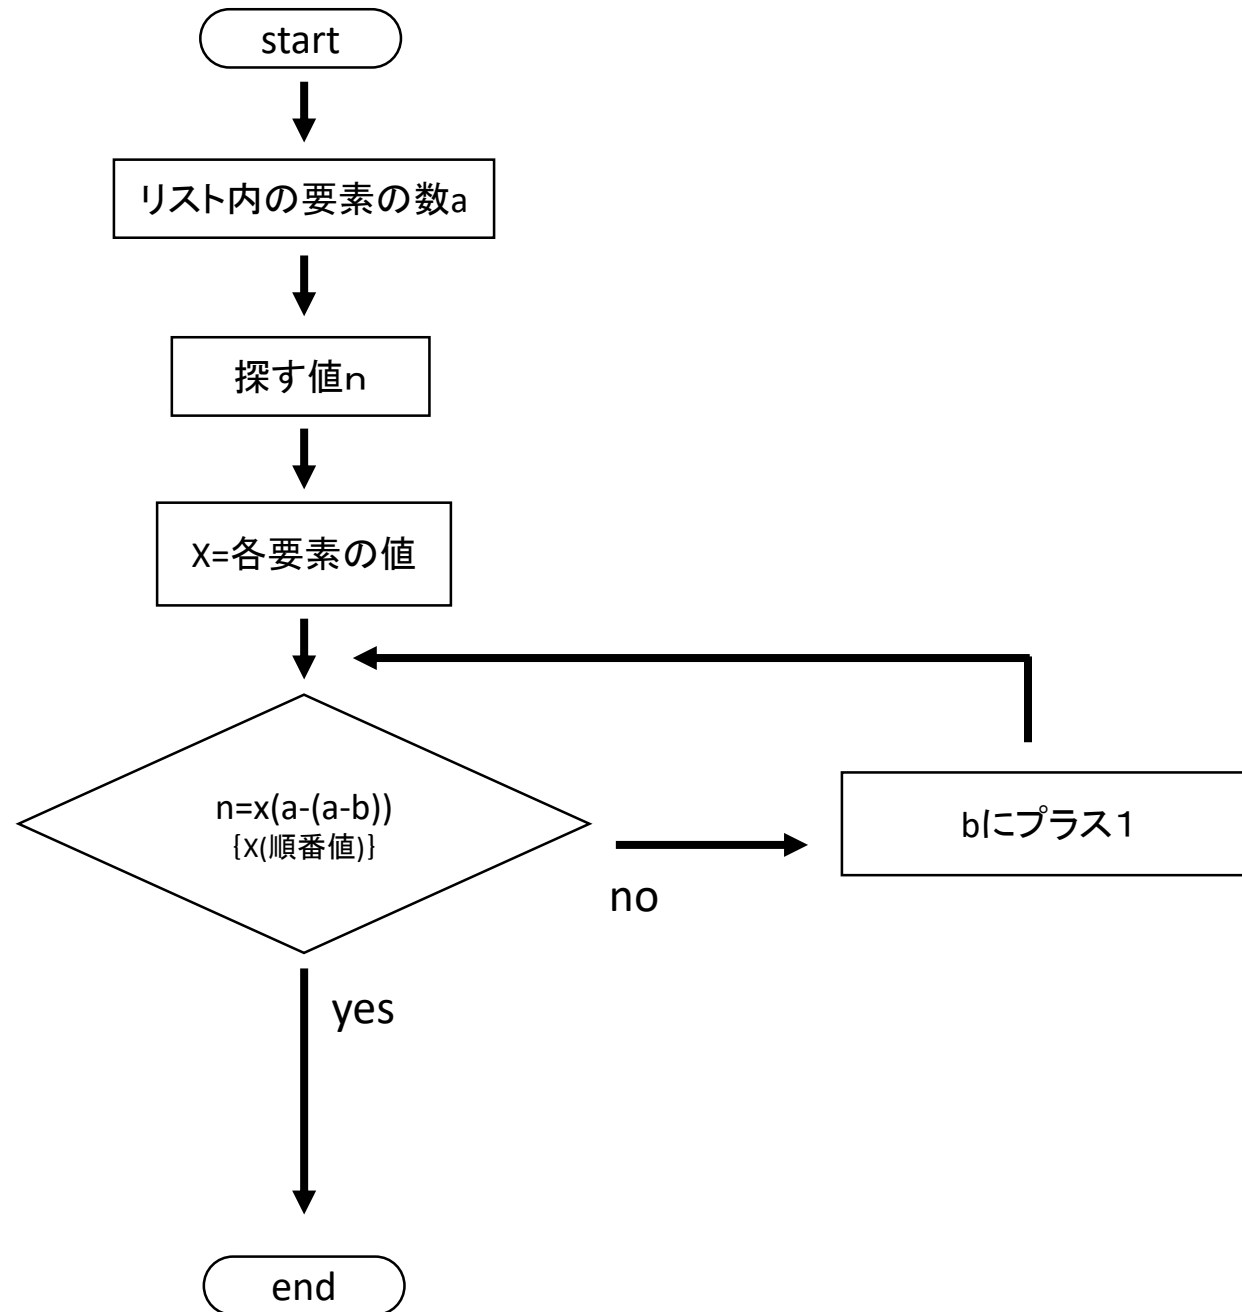 start
リスト内の要素の数a
探す値ｎ
X=各要素の値
n=x(a-(a-b))
{X(順番値)}
bにプラス１
no
yes
end